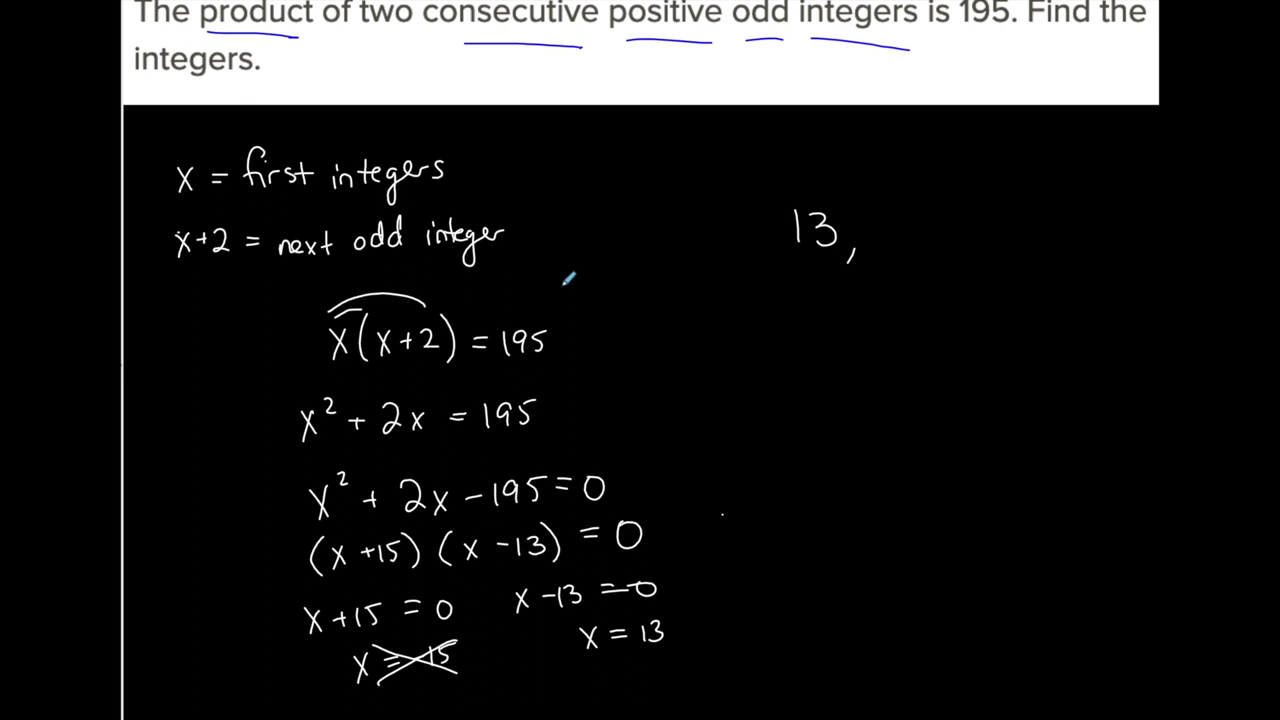 The product of two consecutive positive odd integers is 195. Find the
integers.
x = first integers
x+2 = next odd integer
13,
x(x+2) = 195
x² + 2x = 195
x² + 2x - 195 = 0
(x +15) (x -13) = 0
x +15 = 0
x -13 = 0
x = 13
x = -15